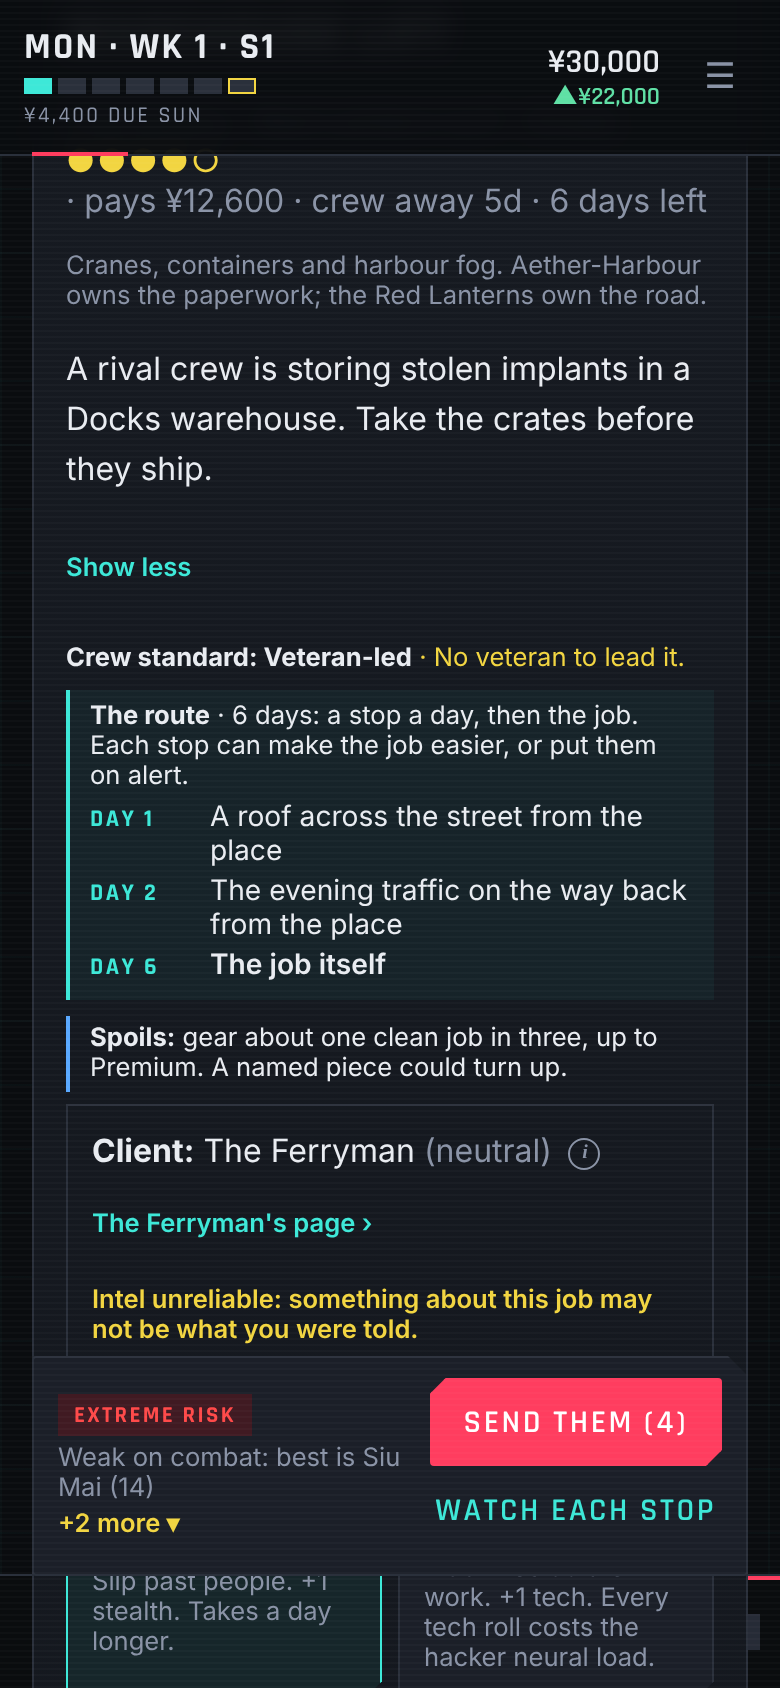 MON · WK 1 · S1
¥4,400 DUE SUN
¥30,000
▲¥22,000
· pays ¥12,600 · crew away 5d · 6 days left
Cranes, containers and harbour fog. Aether-Harbour
owns the paperwork; the Red Lanterns own the road.
A rival crew is storing stolen implants in a
Docks warehouse. Take the crates before
they ship.
Show less
Crew standard: Veteran-led · No veteran to lead it.
The route · 6 days: a stop a day, then the job.
Each stop can make the job easier, or put them
on alert.
DAY 1 A roof across the street from the
place
DAY 2 The evening traffic on the way back
from the place
DAY 6 The job itself
Spoils: gear about one clean job in three, up to
Premium. A named piece could turn up.
Client: The Ferryman (neutral) i
The Ferryman's page ›
Intel unreliable: something about this job may
not be what you were told.
EXTREME RISK
Weak on combat: best is Siu
Mai (14)
+2 more ▾
SEND THEM (4)
WATCH EACH STOP
Slip past people. +1
stealth. Takes a day
longer.
work. +1 tech. Every
tech roll costs the
hacker neural load.